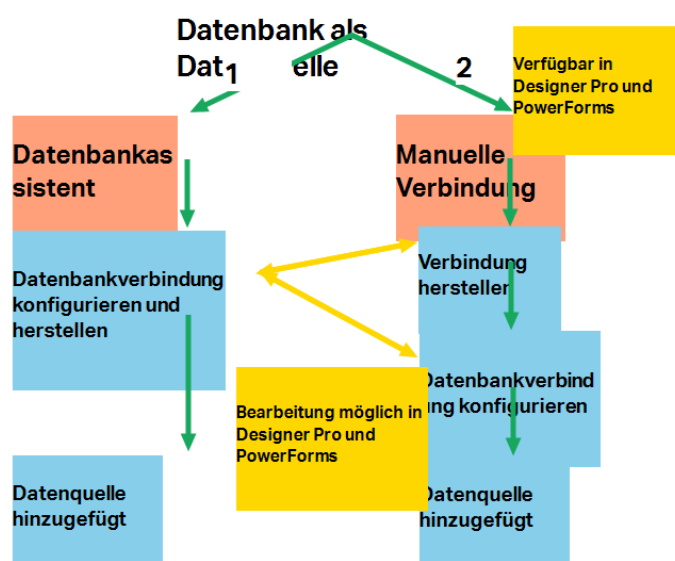 Datenbank als
Dat elle
1
2
Verfügbar in
Designer Pro und
PowerForms
Datenbankas
sistent
Manuelle
Verbindung
Datenbankverbindung
konfigurieren und
herstellen
Verbindung
hersteller
Datenbankverbind
ung konfigurieren
Bearbeitung möglich in
Designer Pro und
PowerForms
Datenquelle
hinzugefügt
Datenquelle
hinzugefügt